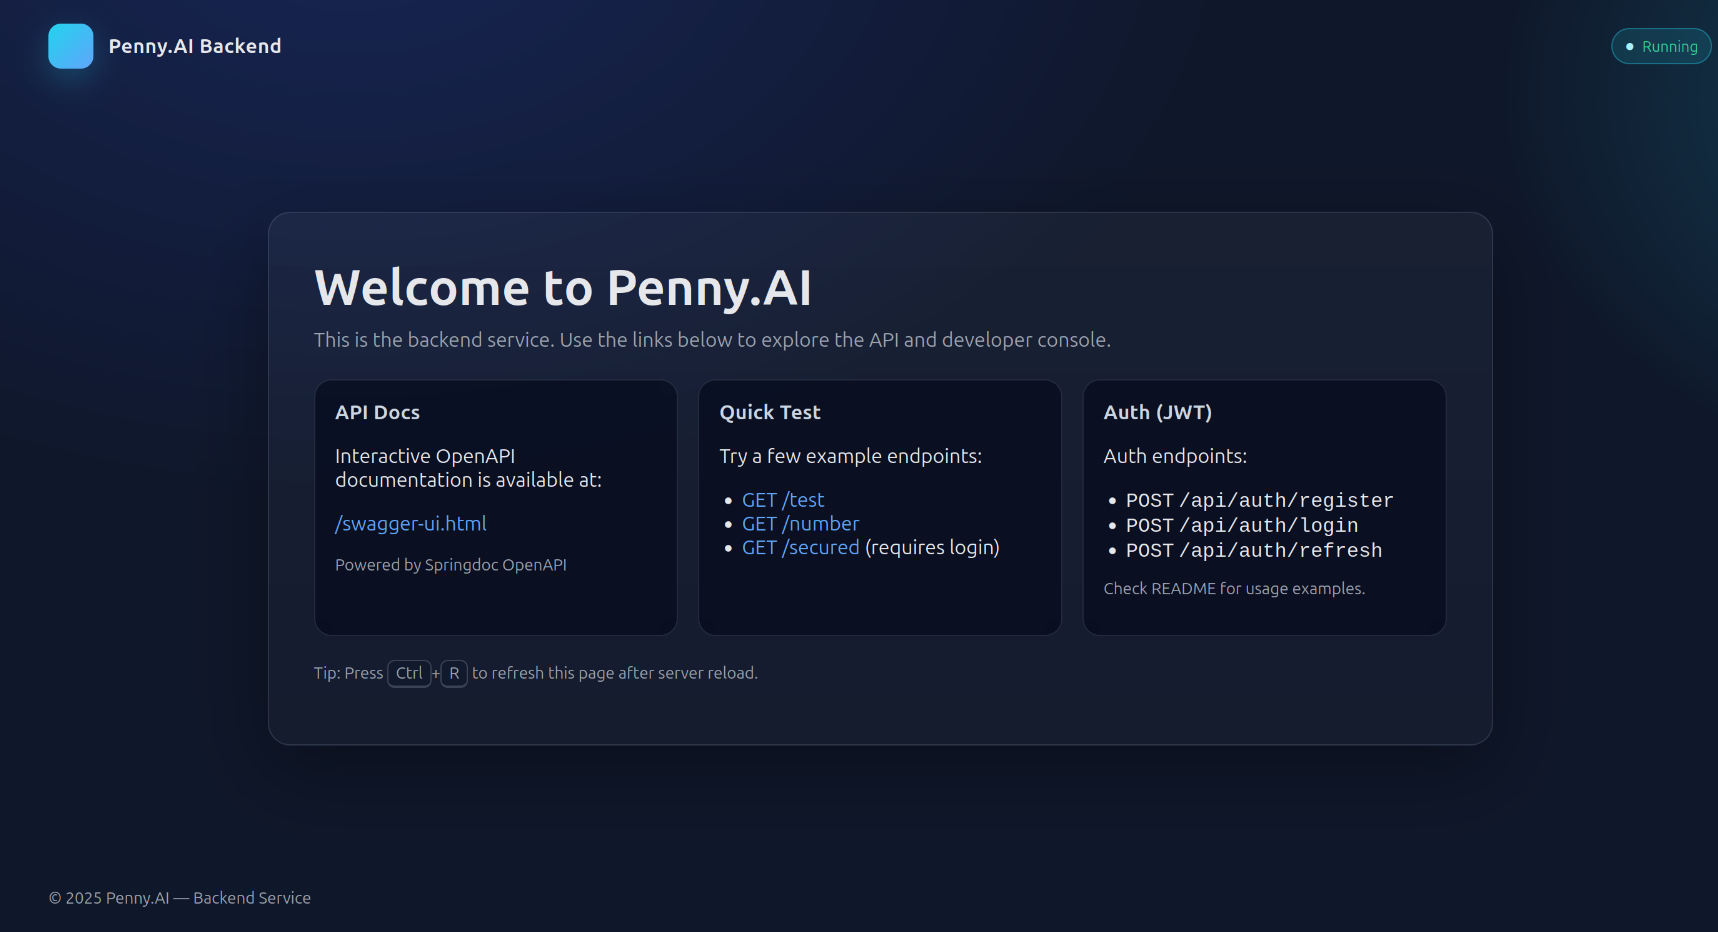 Penny.AI Backend
Running
Welcome to Penny.AI
This is the backend service. Use the links below to explore the API and developer console.
API Docs
Interactive OpenAPI
documentation is available at:
/swagger-ui.html
Powered by Springdoc OpenAPI
Quick Test
Try a few example endpoints:
• GET /test
• GET /number
• GET /secured (requires login)
Auth (JWT)
Auth endpoints:
• POST /api/auth/register
• POST /api/auth/login
• POST /api/auth/refresh
Check README for usage examples.
Tip: Press Ctrl+R to refresh this page after server reload.
© 2025 Penny.AI — Backend Service